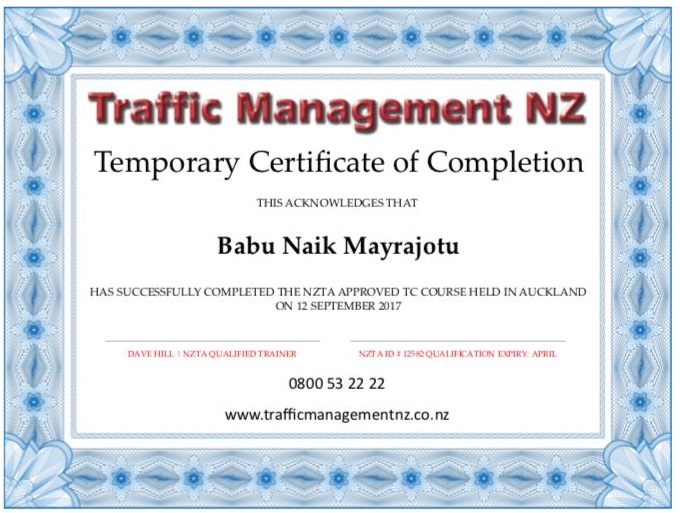 Traffic Management NZ
Temporary Certificate of Completion
THIS ACKNOWLEDGES THAT
Babu Naik Mayrajotu
HAS SUCCESSFULLY COMPLETED THE NZTA APPROVED TC COURSE HELD IN AUCKLAND
ON 12 SEPTEMBER 2017
DAVE HILL | NZTA QUALIFIED TRAINER
NZTA ID # 12582 QUALIFICATION EXPIRY: APRIL
0800 53 22 22
www.trafficmanagementnz.co.nz